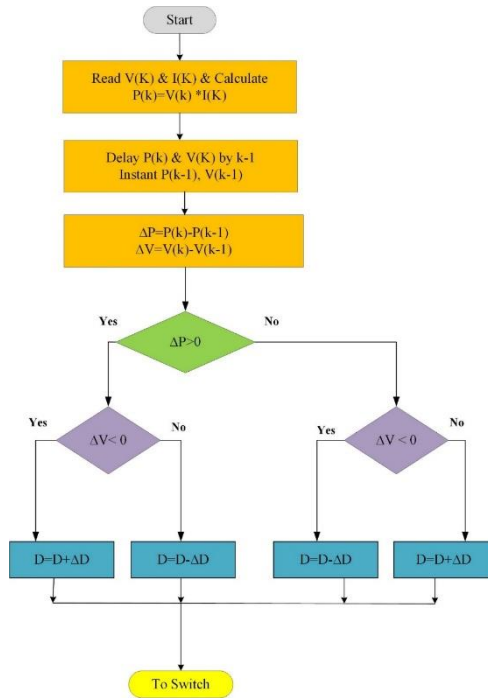 Start
Read V(K) & I(K) & Calculate
P(k)=V(k) *I(K)
Delay P(k) & V(K) by k-1
Instant P(k-1), V(k-1)
ΔP=P(k)-P(k-1)
ΔV=V(k)-V(k-1)
Yes
No
ΔP>0
Yes
No
ΔV< 0
Yes
No
ΔV < 0
D=D+ΔD
D=D-ΔD
D=D-ΔD
D=D+ΔD
To Switch